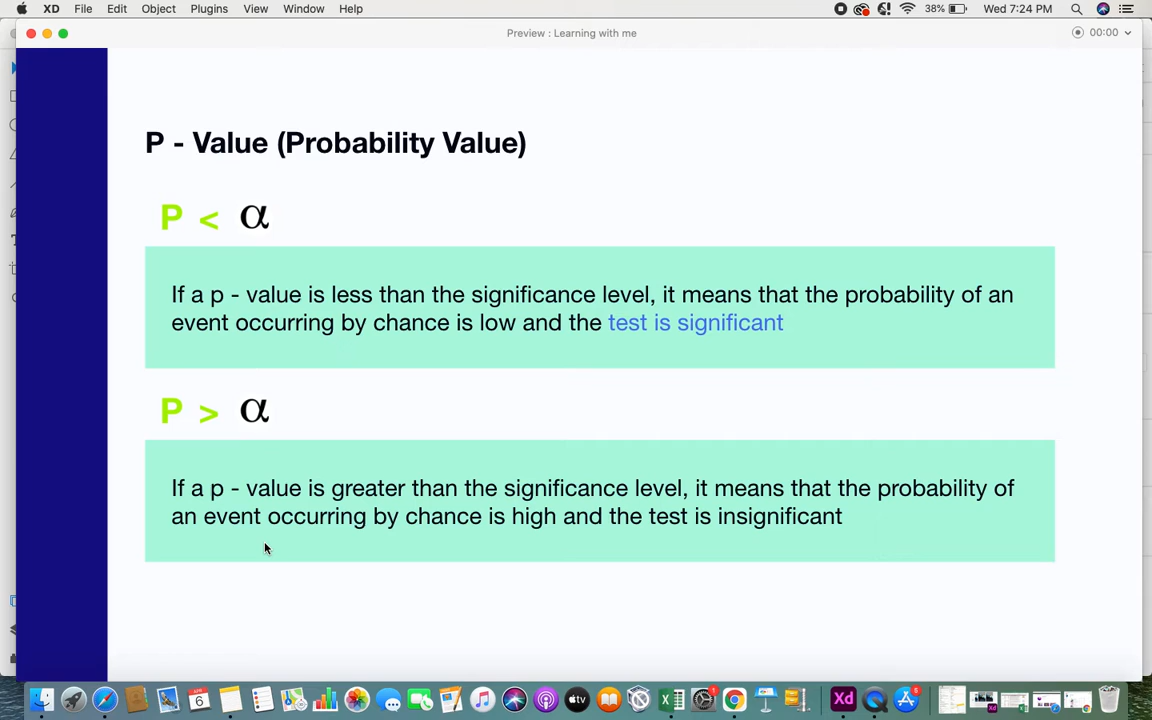 XD File Edit Object Plugins View Window Help 38% Wed 7:24 PM
Preview : Learning with me 00:00
P - Value (Probability Value)
P < α
If a p - value is less than the significance level, it means that the probability of an
event occurring by chance is low and the test is significant
P > α
If a p - value is greater than the significance level, it means that the probability of
an event occurring by chance is high and the test is insignificant
6 tv Xd